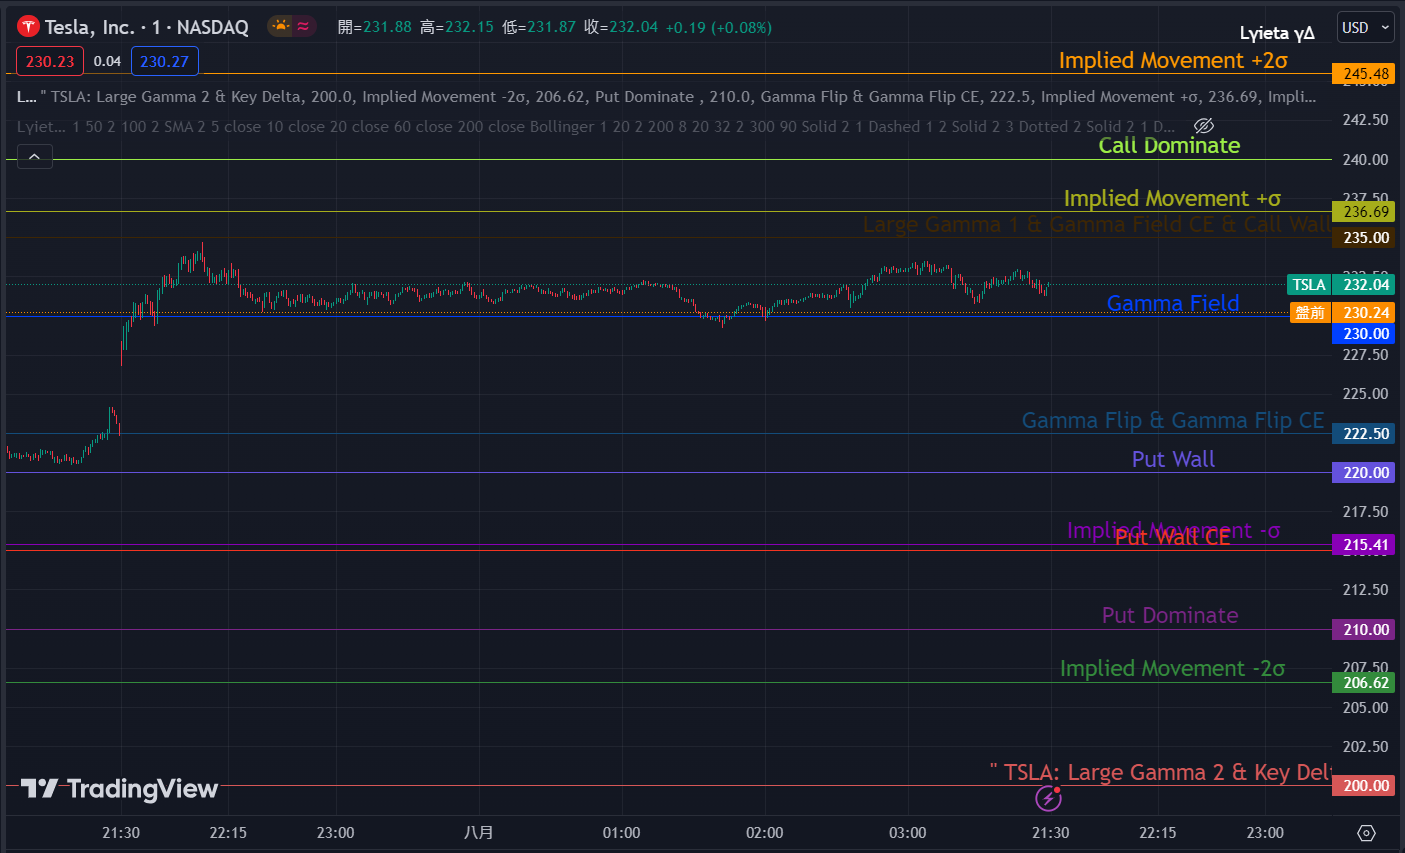 Tesla, Inc. · 1 · NASDAQ 開=231.88 高=232.15 低=231.87 收=232.04 +0.19 (+0.08%)
Lyieta γΔ
USD
230.23 0.04 230.27
Implied Movement +2σ
245.48
L... " TSLA: Large Gamma 2 & Key Delta, 200.0, Implied Movement -2σ, 206.62, Put Dominate , 210.0, Gamma Flip & Gamma Flip CE, 222.5, Implied Movement +σ, 236.69, Impli...
Lyiet... 1 50 2 100 2 SMA 2 5 close 10 close 20 close 60 close 200 close Bollinger 1 20 2 200 8 20 32 2 300 90 Solid 2 1 Dashed 1 2 Solid 2 3 Dotted 2 Solid 2 1 D...
242.50
Call Dominate
240.00
Implied Movement +σ
237.50
236.69
Large Gamma 1 & Gamma Field CE & Call Wall
235.00
TSLA 232.04
Gamma Field
盤前 230.24
230.00
227.50
225.00
Gamma Flip & Gamma Flip CE
222.50
Put Wall
220.00
217.50
Implied Movement -σ
Put Wall CE
215.41
212.50
Put Dominate
210.00
Implied Movement -2σ
207.50
206.62
205.00
202.50
" TSLA: Large Gamma 2 & Key Delt
TradingView
200.00
21:30 22:15 23:00 八月 01:00 02:00 03:00 21:30 22:15 23:00